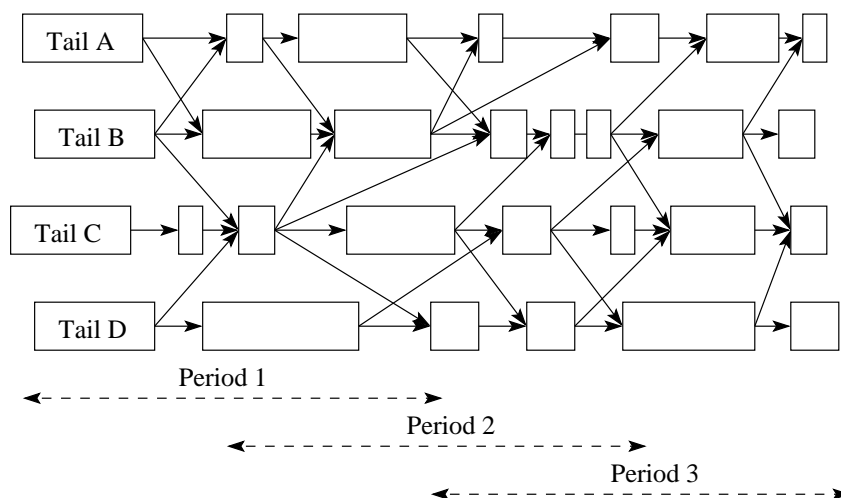 Tail A
Tail B
Tail C
Tail D
Period 1
Period 2
Period 3